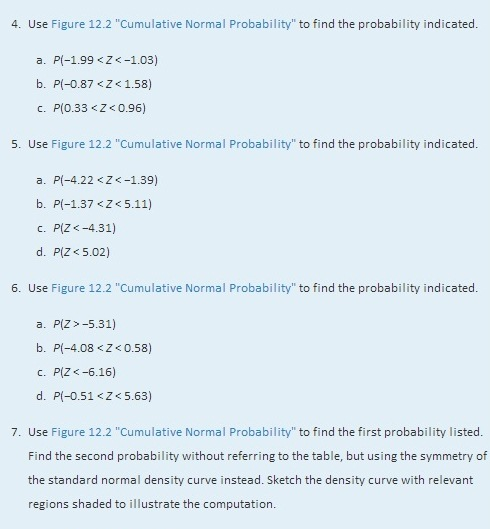 4. Use Figure 12.2 "Cumulative Normal Probability" to find the probability indicated.
a. P(−1.99 <Z<−1.03)
b. P(−0.87 <Z<1.58)
c. P(0.33 <Z<0.96)
5. Use Figure 12.2 "Cumulative Normal Probability" to find the probability indicated.
a. P(−4.22 <Z<−1.39)
b. P(−1.37 <Z<5.11)
c. P(Z<−4.31)
d. P(Z<5.02)
6. Use Figure 12.2 "Cumulative Normal Probability" to find the probability indicated.
a. P(Z>−5.31)
b. P(−4.08 <Z<0.58)
c. P(Z<−6.16)
d. P(−0.51 <Z<5.63)
7. Use Figure 12.2 "Cumulative Normal Probability" to find the first probability listed.
Find the second probability without referring to the table, but using the symmetry of
the standard normal density curve instead. Sketch the density curve with relevant
regions shaded to illustrate the computation.